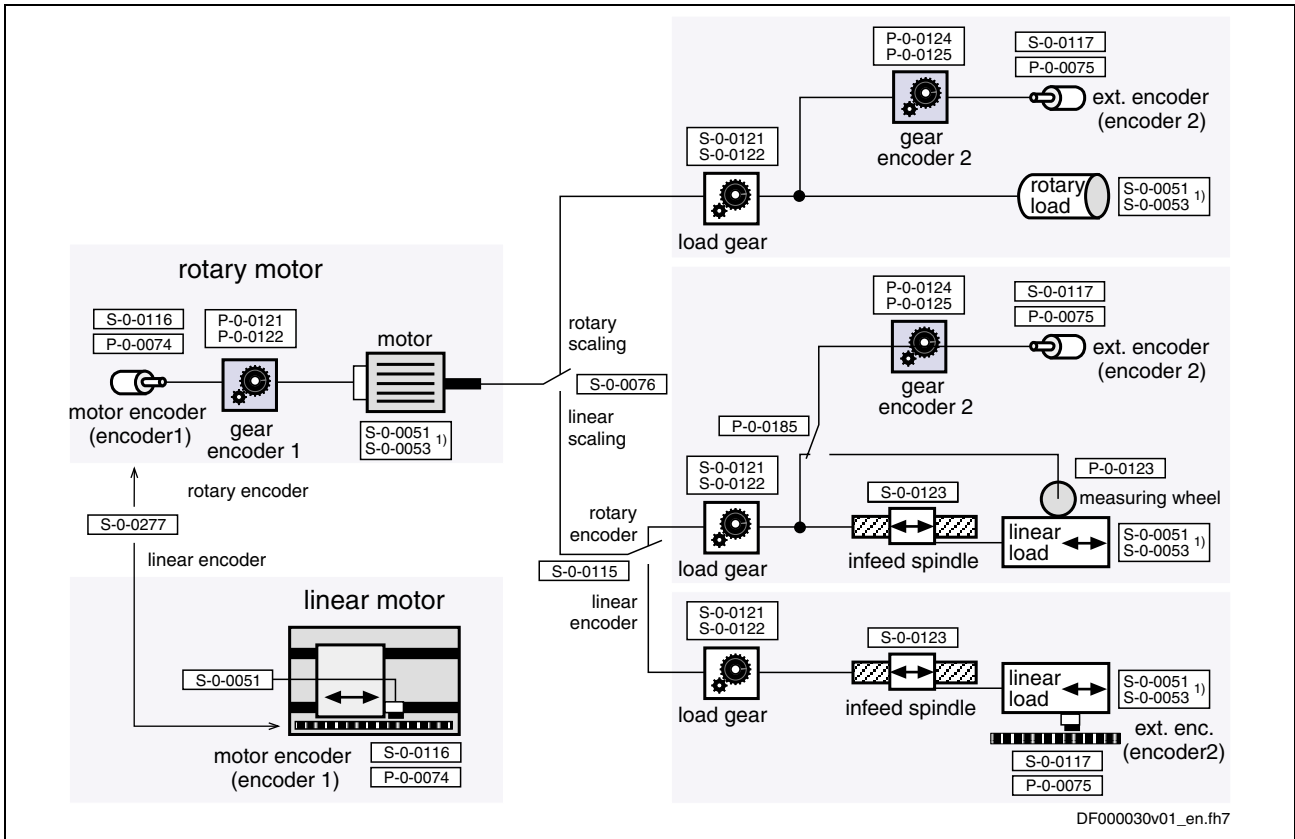 P-0-0124
P-0-0125
S-0-0117
P-0-0075
ext. encoder
(encoder 2)
gear
encoder 2
S-0-0121
S-0-0122
load gear
rotary
load
S-0-0051
S-0-0053 1)
rotary motor
S-0-0116
P-0-0074
P-0-0121
P-0-0122
motor
motor encoder
(encoder1)
gear
encoder 1
S-0-0051
S-0-0053 1)
rotary
scaling
S-0-0076
linear
scaling
P-0-0124
P-0-0125
S-0-0117
P-0-0075
ext. encoder
(encoder 2)
gear
encoder 2
P-0-0185
P-0-0123
measuring wheel
S-0-0121
S-0-0122
load gear
S-0-0123
infeed spindle
linear
load
S-0-0051
S-0-0053 1)
rotary
encoder
S-0-0115
linear
encoder
rotary encoder
S-0-0277
linear encoder
linear motor
S-0-0051
motor encoder
(encoder 1)
S-0-0116
P-0-0074
S-0-0121
S-0-0122
load gear
S-0-0123
infeed spindle
linear
load
S-0-0051
S-0-0053 1)
ext. enc.
(encoder2)
S-0-0117
P-0-0075
DF000030v01_en.fh7